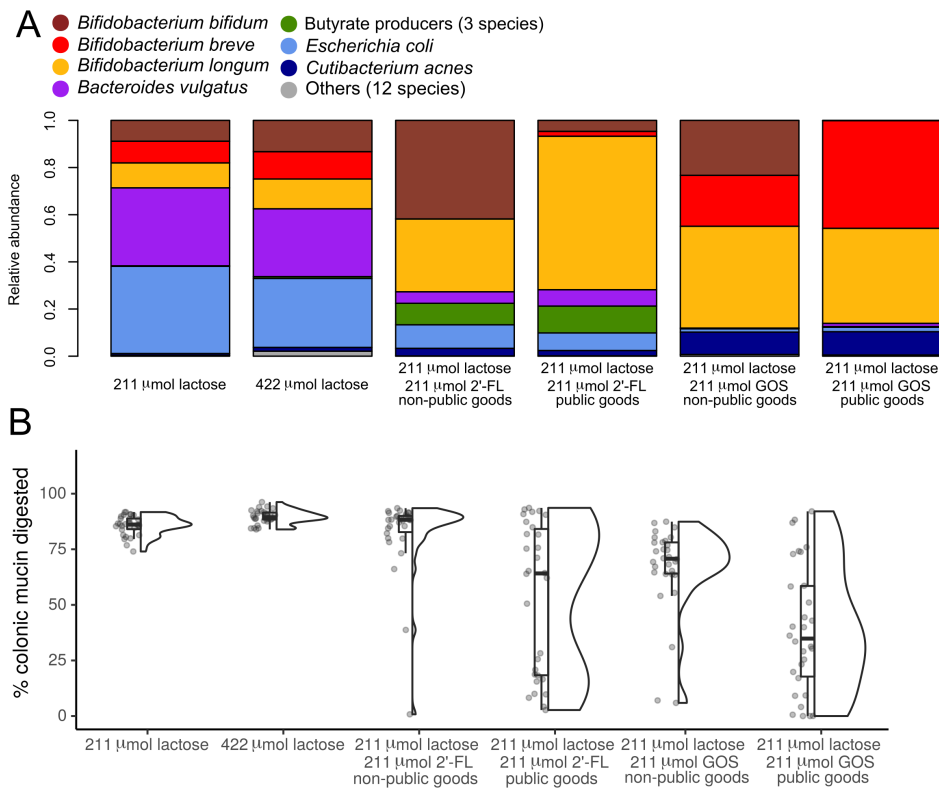 A
Bifidobacterium bifidum
Bifidobacterium breve
Bifidobacterium longum
Bacteroides vulgatus
Butyrate producers (3 species)
Escherichia coli
Cutibacterium acnes
Others (12 species)
Relative abundance
1.0
0.8
0.6
0.4
0.2
0.0
211 μmol lactose
422 μmol lactose
211 μmol lactose
211 μmol 2'-FL
non-public goods
211 μmol lactose
211 μmol 2'-FL
public goods
211 μmol lactose
211 μmol GOS
non-public goods
211 μmol lactose
211 μmol GOS
public goods
B
% colonic mucin digested
100
75
50
25
0
211 μmol lactose
422 μmol lactose
211 μmol lactose
211 μmol 2'-FL
non-public goods
211 μmol lactose
211 μmol 2'-FL
public goods
211 μmol lactose
211 μmol GOS
non-public goods
211 μmol lactose
211 μmol GOS
public goods